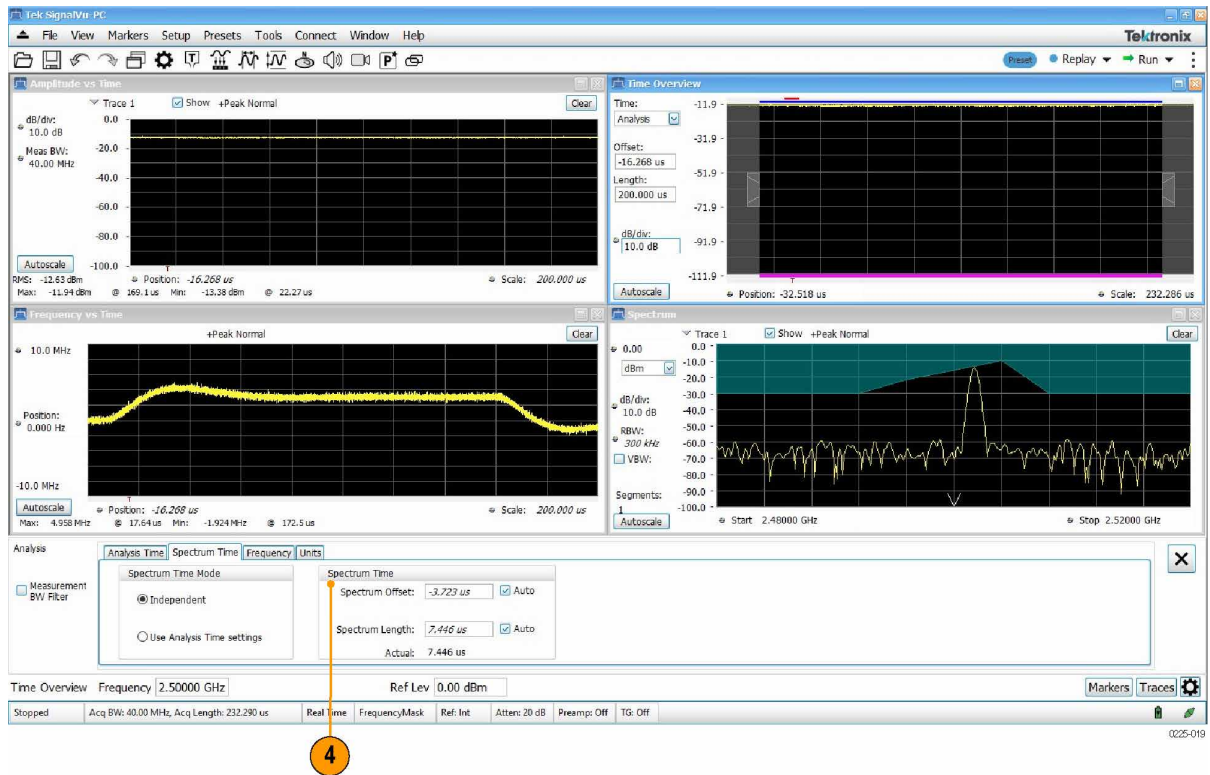 Tek SignalVu-PC
File View Markers Setup Presets Tools Connect Window Help
Tektronix
Preset Replay Run
Amplitude vs Time
Trace 1 Show +Peak Normal Clear
dB/div:
10.0 dB
Meas BW:
40.00 MHz
0.0
-20.0
-40.0
-60.0
-80.0
-100.0
Autoscale
T
Position: -16.268 us Scale: 200.000 us
RMS: -12.63 dBm
Max: -11.94 dBm @ 169.1 us Min: -13.38 dBm @ 22.27 us
Time Overview
Time:
Analysis
Offset:
-16.268 us
Length:
200.000 us
dB/div:
10.0 dB
Autoscale
-11.9
-31.9
-51.9
-71.9
-91.9
-111.9
T
Position: -32.518 us Scale: 232.286 us
Frequency vs Time
+Peak Normal Clear
10.0 MHz
Position:
0.000 Hz
-10.0 MHz
Autoscale
T
Position: -16.268 us Scale: 200.000 us
Max: 4.958 MHz @ 17.64 us Min: -1.924 MHz @ 172.5 us
Spectrum
Trace 1 Show +Peak Normal Clear
0.00
dBm
dB/div:
10.0 dB
RBW:
300 kHz
VBW:
Segments:
1
Autoscale
0.0
-10.0
-20.0
-30.0
-40.0
-50.0
-60.0
-70.0
-80.0
-90.0
-100.0
Start 2.48000 GHz Stop 2.52000 GHz
Analysis
Measurement
BW Filter
Analysis Time Spectrum Time Frequency Units
Spectrum Time Mode
Independent
Use Analysis Time settings
Spectrum Time
Spectrum Offset: -3.723 us Auto
Spectrum Length: 7.446 us Auto
Actual: 7.446 us
Time Overview Frequency 2.50000 GHz Ref Lev 0.00 dBm Markers Traces
Stopped Acq BW: 40.00 MHz, Acq Length: 232.290 us Real Time FrequencyMask Ref: Int Atten: 20 dB Preamp: Off TG: Off
0225-019
4